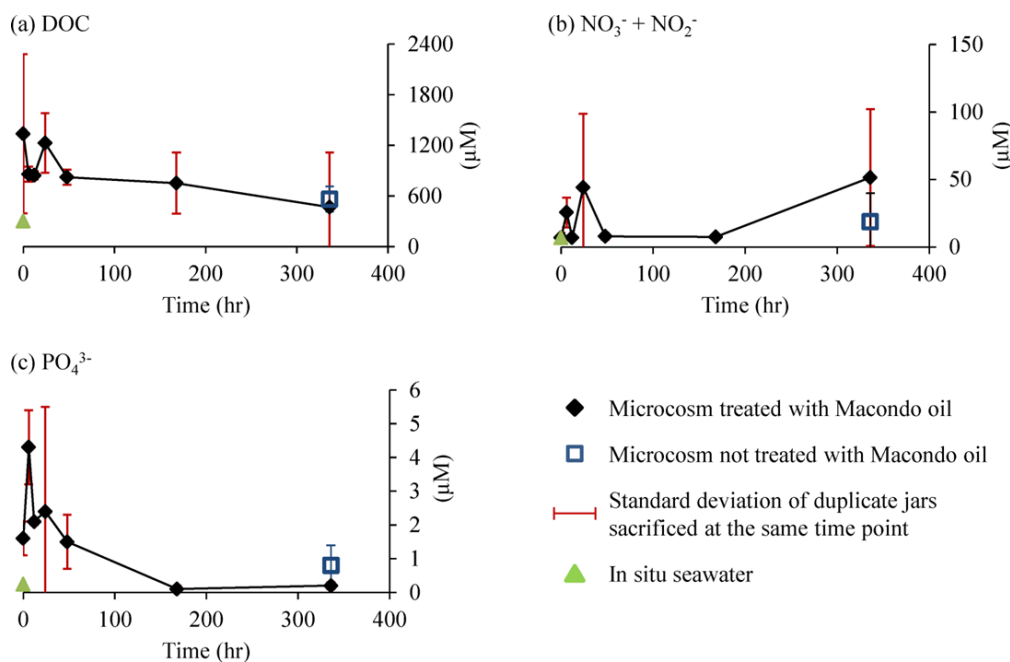 (a) DOC
2400
1800
1200
600
0
(µM)
0 100 200 300 400
Time (hr)
(b) NO₃⁻ + NO₂⁻
150
100
50
0
(µM)
0 100 200 300 400
Time (hr)
(c) PO₄³⁻
6
5
4
3
2
1
0
(µM)
0 100 200 300 400
Time (hr)
Microcosm treated with Macondo oil
Microcosm not treated with Macondo oil
Standard deviation of duplicate jars
sacrificed at the same time point
In situ seawater